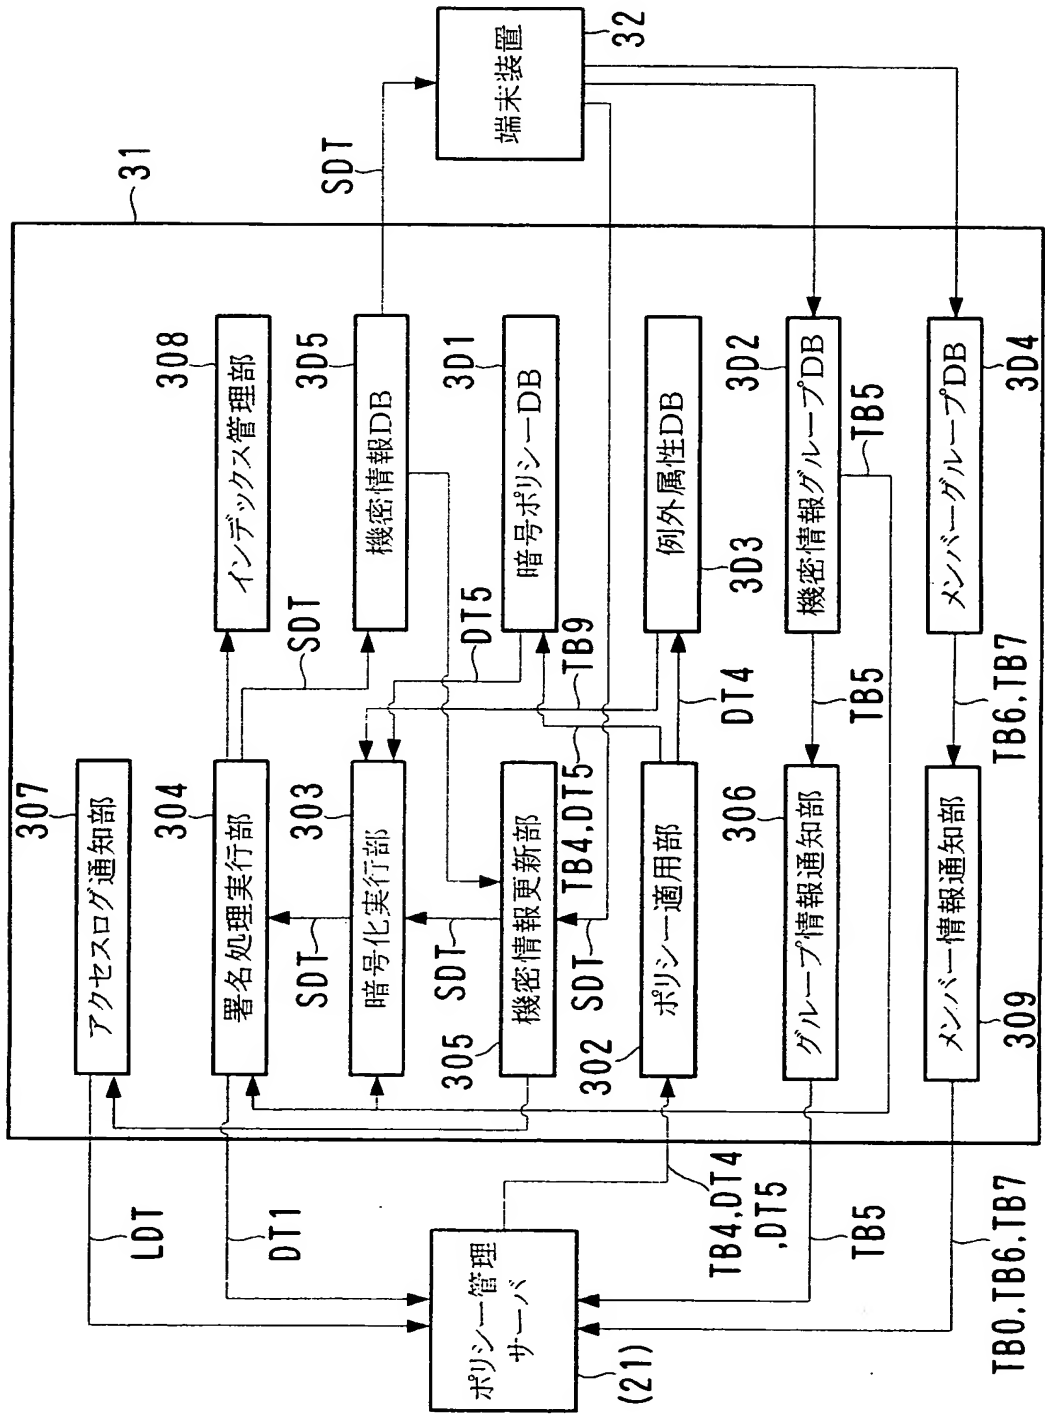 31
32
端末装置
SDT
308
インデックス管理部
3D5
機密情報DB
3D1
暗号ポリシーDB
例外属性DB
3D3
3D2
機密情報グループDB
TB5
3D4
メンバーグループDB
SDT
DT5
TB9
TB4,DT5
DT4
TB5
TB6,TB7
307
アクセスログ通知部
304
署名処理実行部
303
暗号化実行部
SDT
SDT
SDT
305
機密情報更新部
302
ポリシー適用部
306
グループ情報通知部
309
メンバー情報通知部
LDT
DT1
TB4,DT4
,DT5
TB5
TB0,TB6,TB7
ポリシー管理
サーバ
(21)